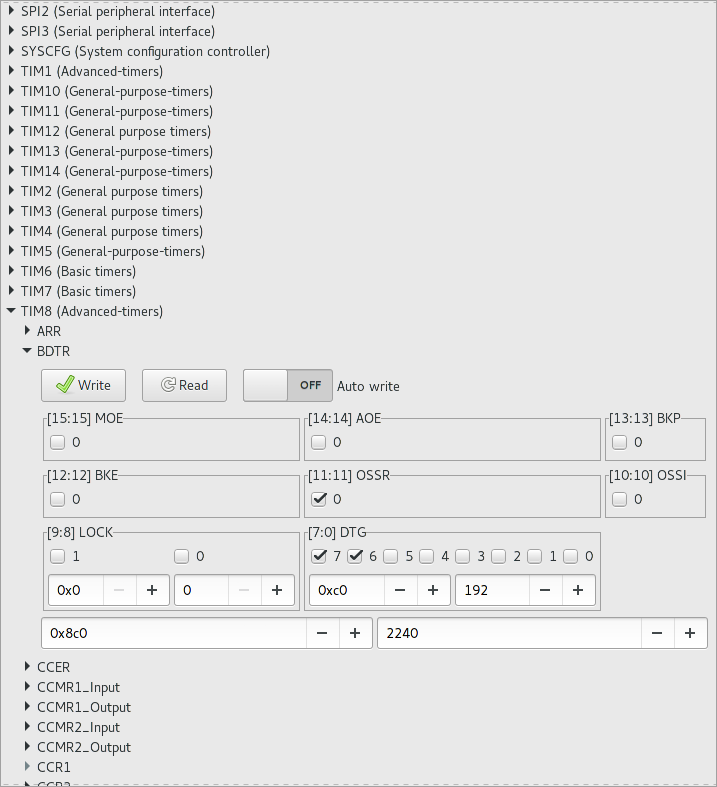 SPI2 (Serial peripheral interface)
SPI3 (Serial peripheral interface)
SYSCFG (System configuration controller)
TIM1 (Advanced-timers)
TIM10 (General-purpose-timers)
TIM11 (General-purpose-timers)
TIM12 (General purpose timers)
TIM13 (General-purpose-timers)
TIM14 (General-purpose-timers)
TIM2 (General purpose timers)
TIM3 (General purpose timers)
TIM4 (General purpose timers)
TIM5 (General-purpose-timers)
TIM6 (Basic timers)
TIM7 (Basic timers)
TIM8 (Advanced-timers)
ARR
BDTR
Write Read OFF Auto write
[15:15] MOE [14:14] AOE [13:13] BKP
0 0 0
[12:12] BKE [11:11] OSSR [10:10] OSSI
0 0 0
[9:8] LOCK [7:0] DTG
1 0 7 6 5 4 3 2 1 0
0x0 − + 0 − + 0xc0 − + 192 − +
0x8c0 − + 2240 − +
CCER
CCMR1_Input
CCMR1_Output
CCMR2_Input
CCMR2_Output
CCR1
CCR2